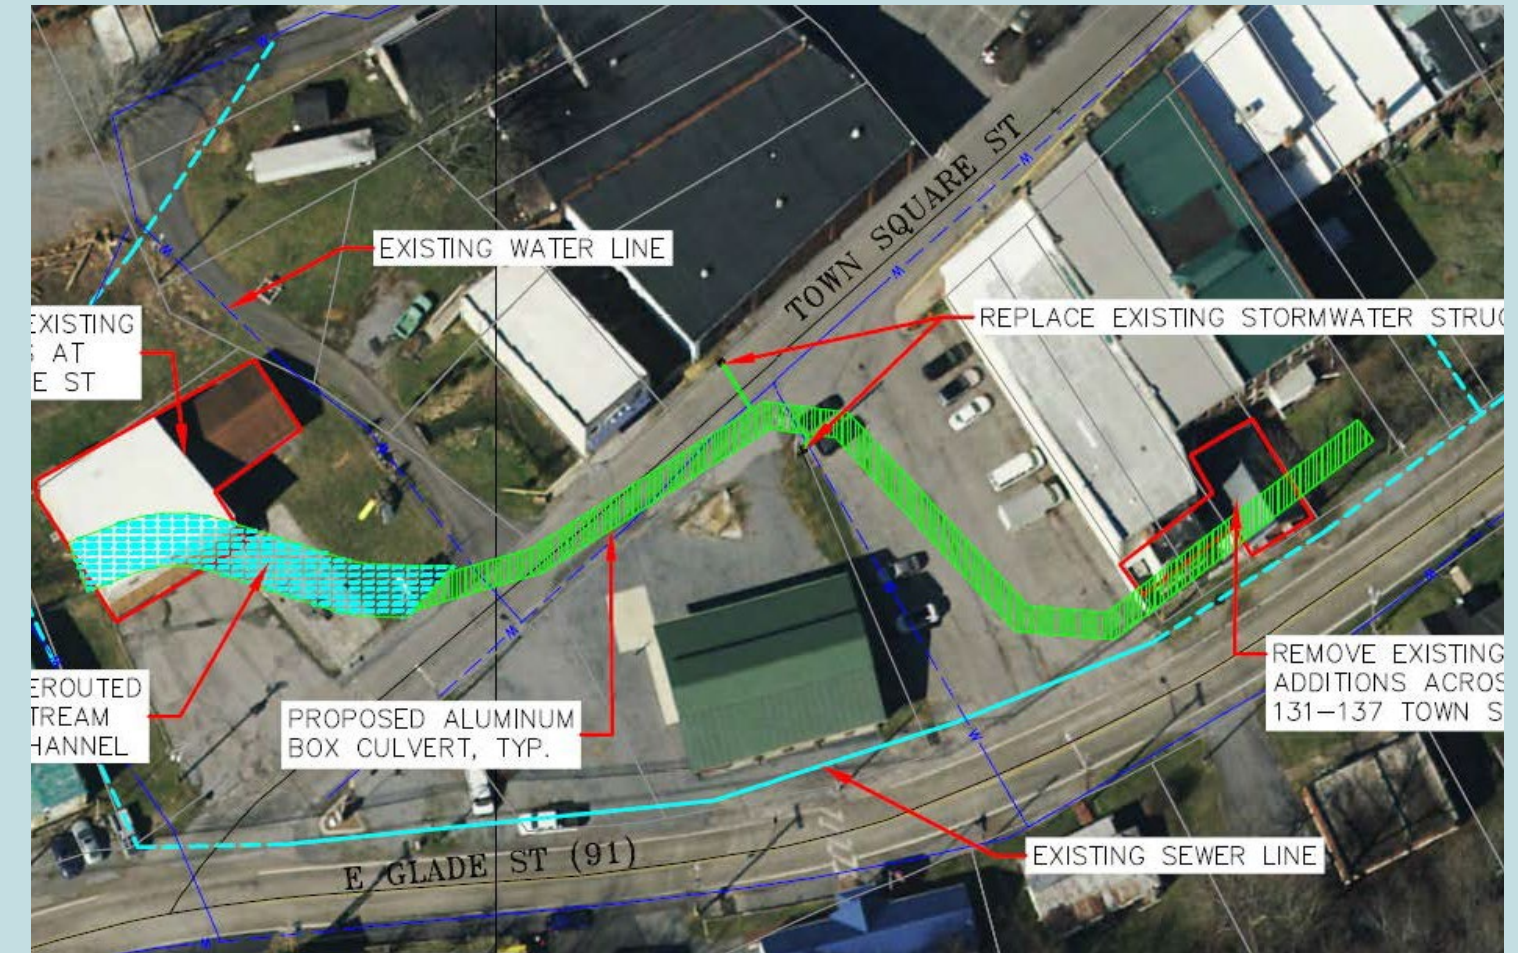 EXISTING WATER LINE
TOWN SQUARE ST
EXISTING
AT
E ST
REPLACE EXISTING STORMWATER STRUC
EROUTED
TREAM
HANNEL
PROPOSED ALUMINUM
BOX CULVERT, TYP.
REMOVE EXISTING
ADDITIONS ACROS
131-137 TOWN S
EXISTING SEWER LINE
E GLADE ST (91)
W
W
W
W
W
W
W
W
W
W
W